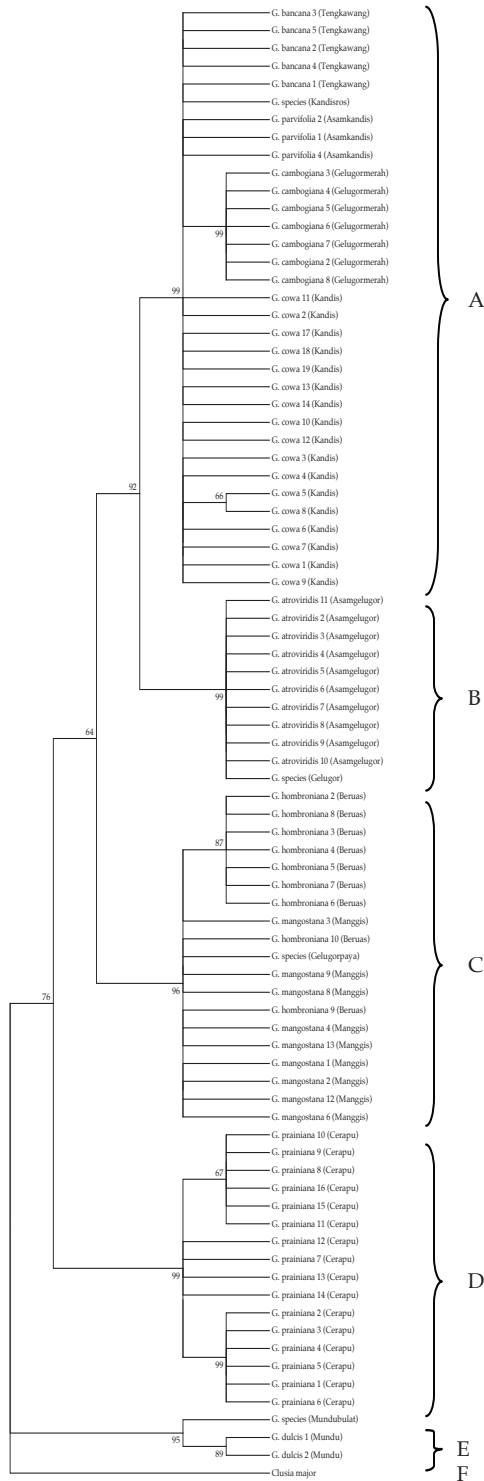 G. bancana 3 (Tengkawang)
G. bancana 5 (Tengkawang)
G. bancana 2 (Tengkawang)
G. bancana 4 (Tengkawang)
G. bancana 1 (Tengkawang)
G. species (Kandisros)
G. parvifolia 2 (Asamkandis)
G. parvifolia 1 (Asamkandis)
G. parvifolia 4 (Asamkandis)
G. cambogiana 3 (Gelugormerah)
G. cambogiana 4 (Gelugormerah)
G. cambogiana 5 (Gelugormerah)
G. cambogiana 6 (Gelugormerah)
99
G. cambogiana 7 (Gelugormerah)
G. cambogiana 2 (Gelugormerah)
G. cambogiana 8 (Gelugormerah)
99
G. cowa 11 (Kandis)
A
G. cowa 2 (Kandis)
G. cowa 17 (Kandis)
G. cowa 18 (Kandis)
G. cowa 19 (Kandis)
G. cowa 13 (Kandis)
G. cowa 14 (Kandis)
G. cowa 10 (Kandis)
G. cowa 12 (Kandis)
G. cowa 3 (Kandis)
G. cowa 4 (Kandis)
92
66
G. cowa 5 (Kandis)
G. cowa 8 (Kandis)
G. cowa 6 (Kandis)
G. cowa 7 (Kandis)
G. cowa 1 (Kandis)
G. cowa 9 (Kandis)
G. atroviridis 11 (Asamgelugor)
G. atroviridis 2 (Asamgelugor)
G. atroviridis 3 (Asamgelugor)
G. atroviridis 4 (Asamgelugor)
G. atroviridis 5 (Asamgelugor)
99
G. atroviridis 6 (Asamgelugor)
B
G. atroviridis 7 (Asamgelugor)
G. atroviridis 8 (Asamgelugor)
64
G. atroviridis 9 (Asamgelugor)
G. atroviridis 10 (Asamgelugor)
G. species (Gelugor)
G. hombroniana 2 (Beruas)
G. hombroniana 8 (Beruas)
G. hombroniana 3 (Beruas)
87
G. hombroniana 4 (Beruas)
G. hombroniana 5 (Beruas)
G. hombroniana 7 (Beruas)
G. hombroniana 6 (Beruas)
G. mangostana 3 (Manggis)
G. hombroniana 10 (Beruas)
G. species (Gelugorpaya)
C
G. mangostana 9 (Manggis)
96
G. mangostana 8 (Manggis)
76
G. hombroniana 9 (Beruas)
G. mangostana 4 (Manggis)
G. mangostana 13 (Manggis)
G. mangostana 1 (Manggis)
G. mangostana 2 (Manggis)
G. mangostana 12 (Manggis)
G. mangostana 6 (Manggis)
G. prainiana 10 (Cerapu)
G. prainiana 9 (Cerapu)
67
G. prainiana 8 (Cerapu)
G. prainiana 16 (Cerapu)
G. prainiana 15 (Cerapu)
G. prainiana 11 (Cerapu)
G. prainiana 12 (Cerapu)
G. prainiana 7 (Cerapu)
99
G. prainiana 13 (Cerapu)
D
G. prainiana 14 (Cerapu)
G. prainiana 2 (Cerapu)
G. prainiana 3 (Cerapu)
G. prainiana 4 (Cerapu)
99
G. prainiana 5 (Cerapu)
G. prainiana 1 (Cerapu)
G. prainiana 6 (Cerapu)
G. species (Mundubulat)
95
G. dulcis 1 (Mundu)
E
89
G. dulcis 2 (Mundu)
Clusia major
F